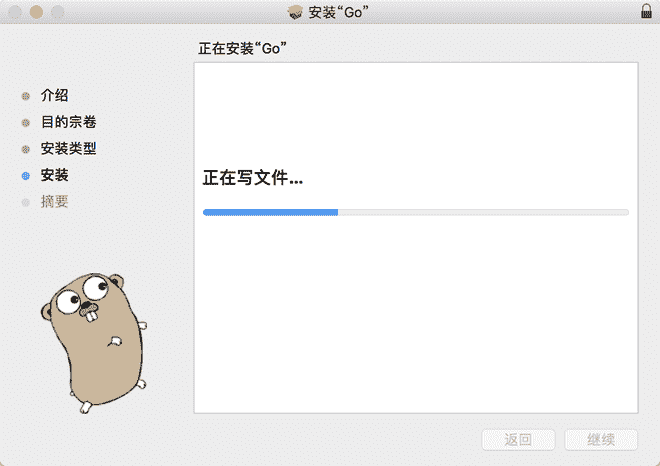 安装“Go”
正在安装“Go”
介绍
目的宗卷
安装类型
安装
摘要
正在写文件...
返回
继续